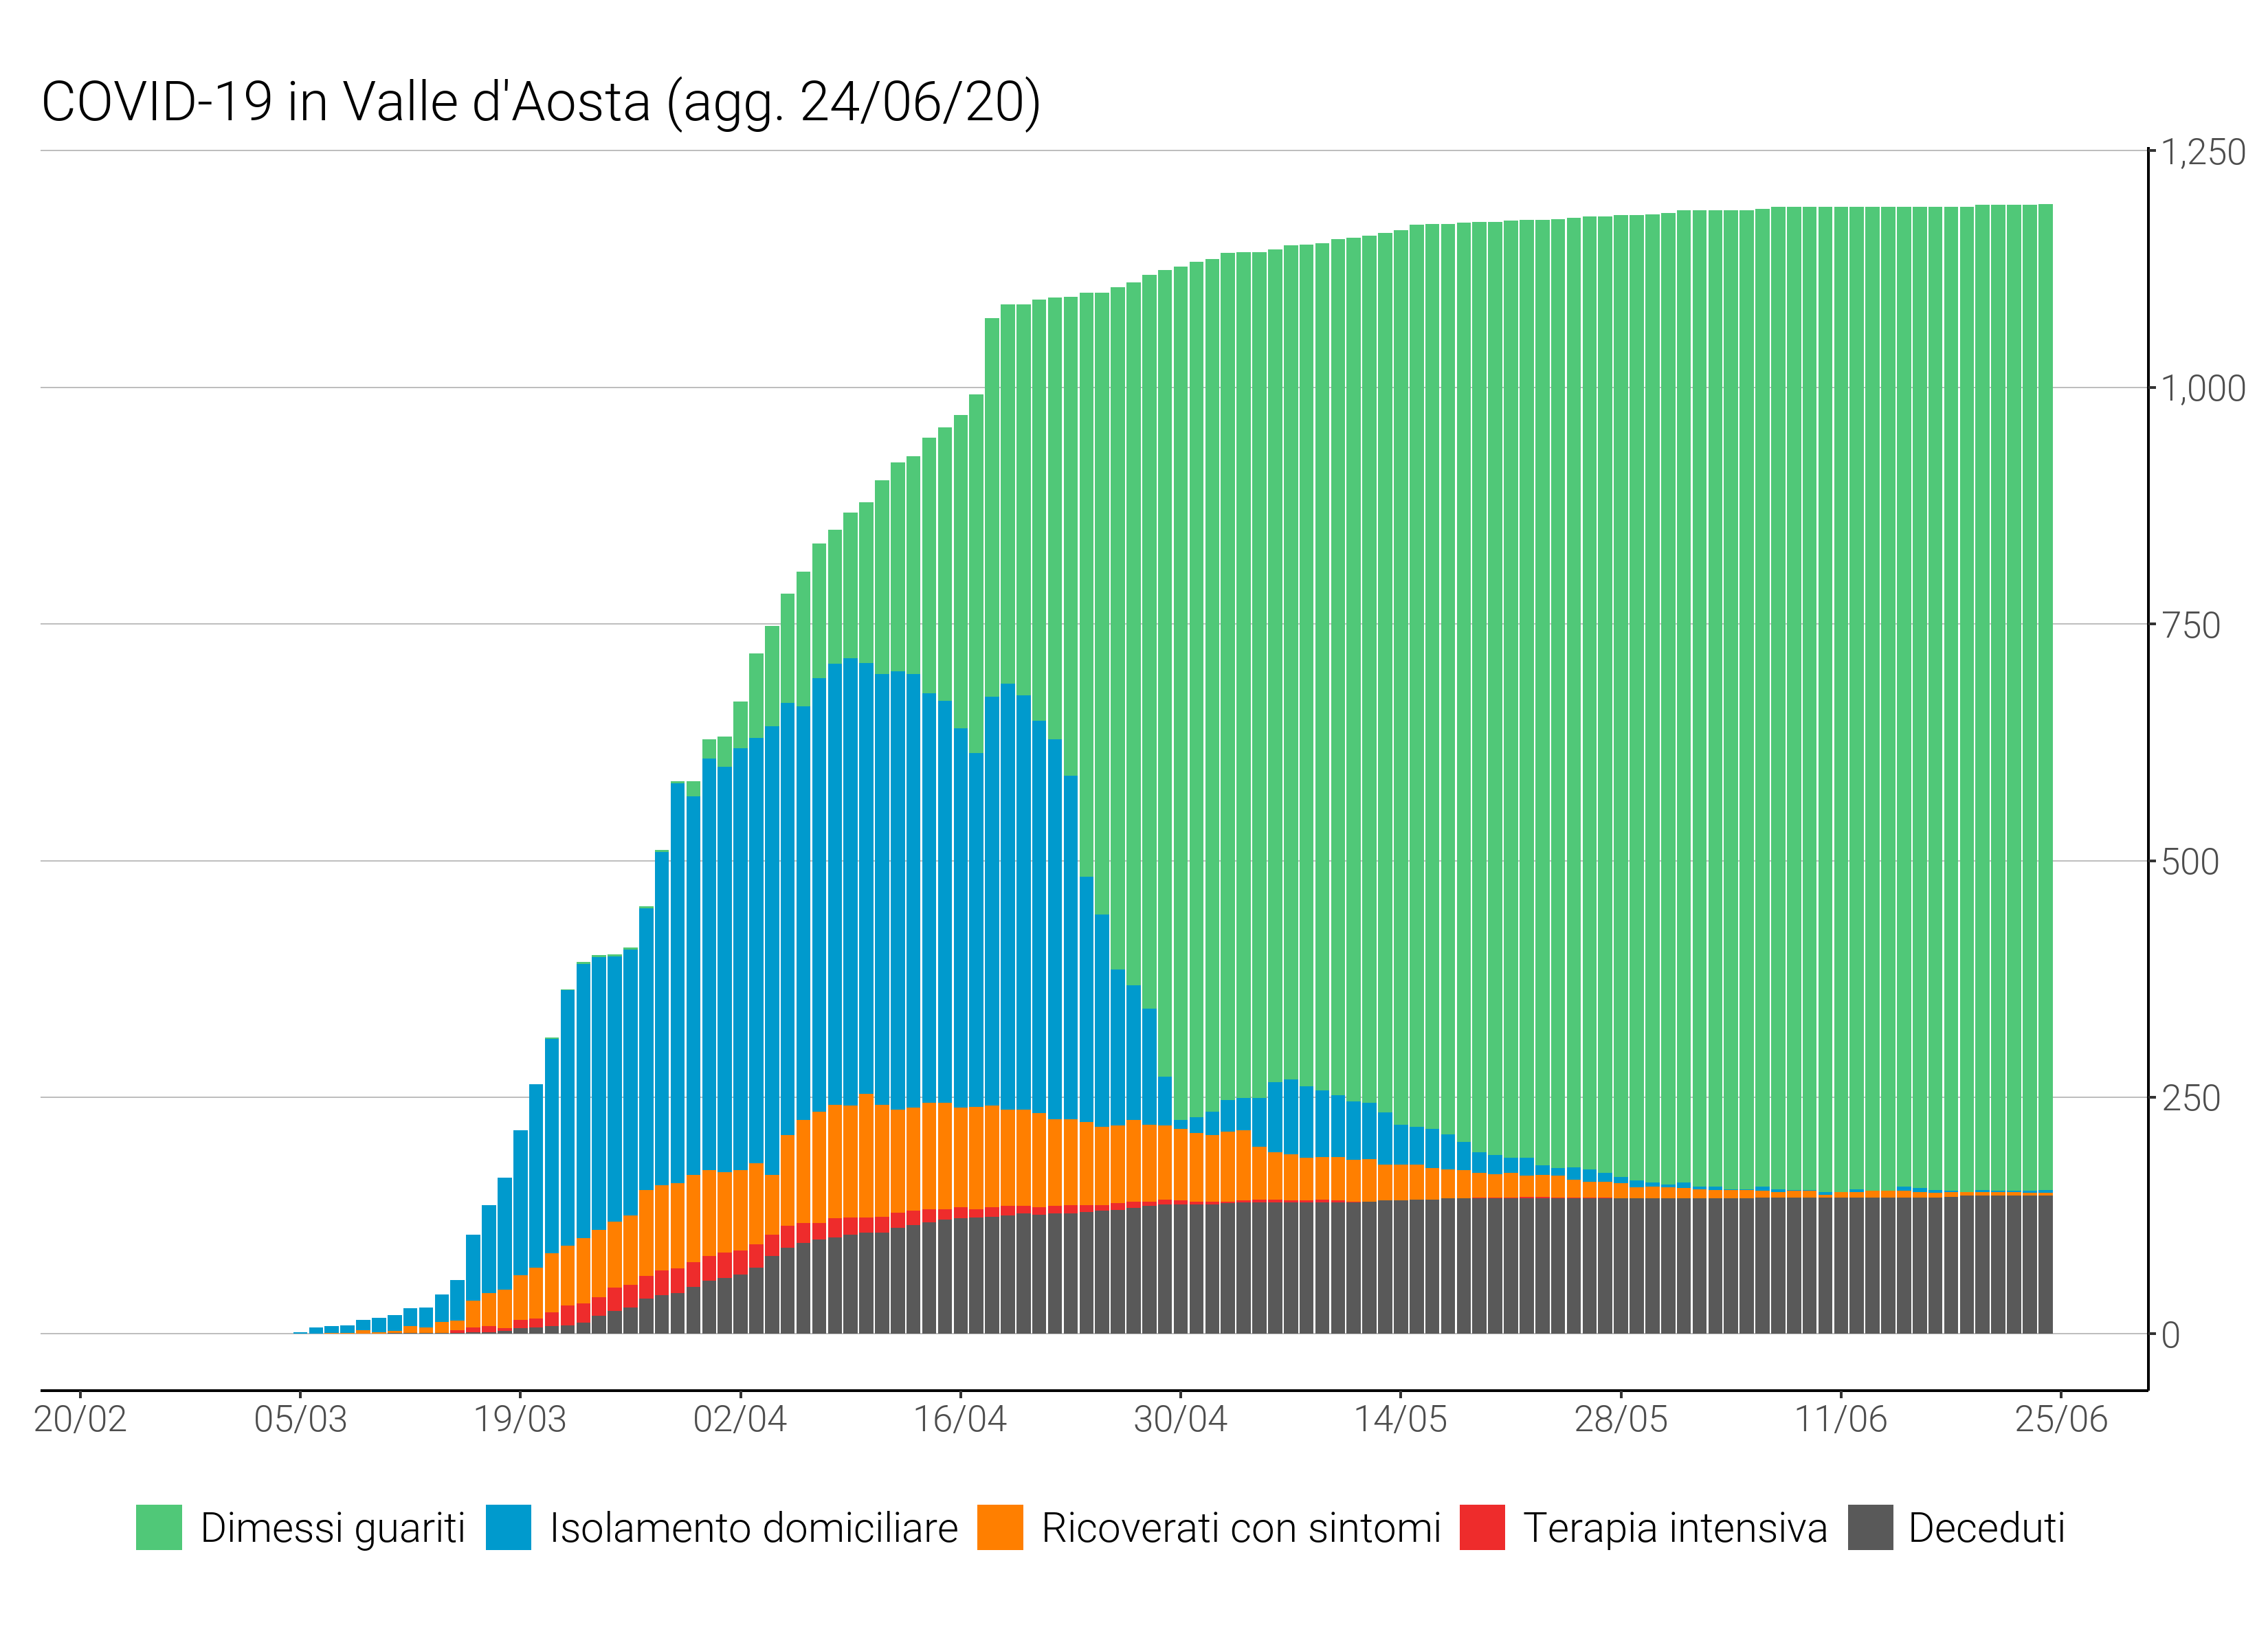 COVID-19 in Valle d'Aosta (agg. 24/06/20)
1,250
1,000
750
500
250
0
20/02 05/03 19/03 02/04 16/04 30/04 14/05 28/05 11/06 25/06
Dimessi guariti Isolamento domiciliare Ricoverati con sintomi Terapia intensiva Deceduti